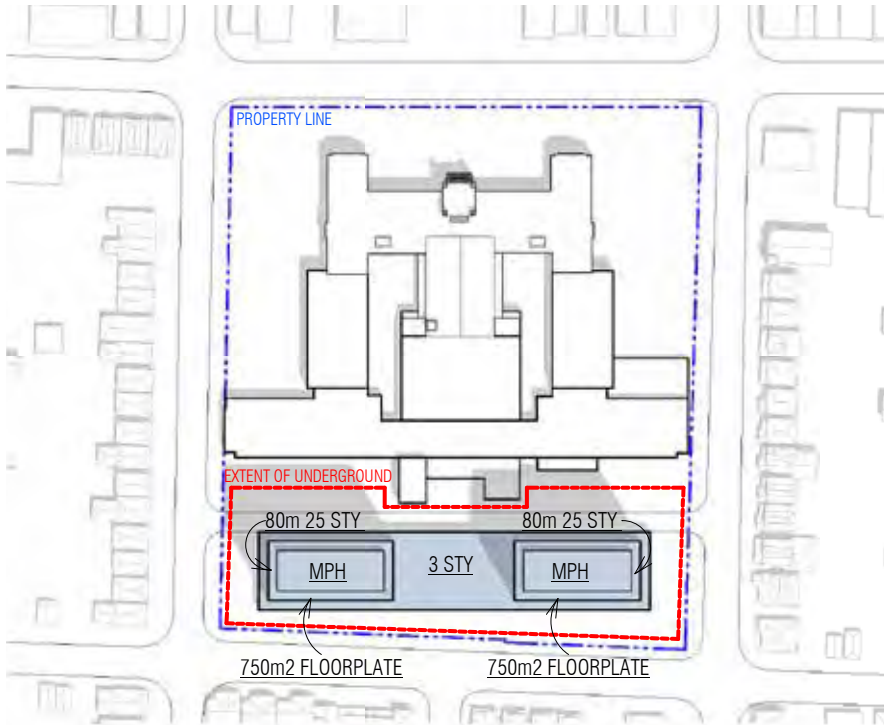 PROPERTY LINE
EXTENT OF UNDERGROUND
80m 25 STY
80m 25 STY
MPH
3 STY
MPH
750m2 FLOORPLATE
750m2 FLOORPLATE